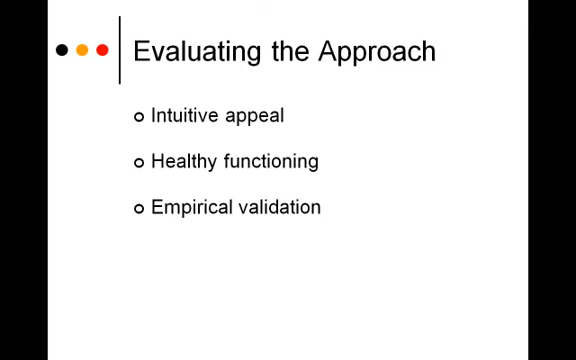 Evaluating the Approach
Intuitive appeal
Healthy functioning
Empirical validation